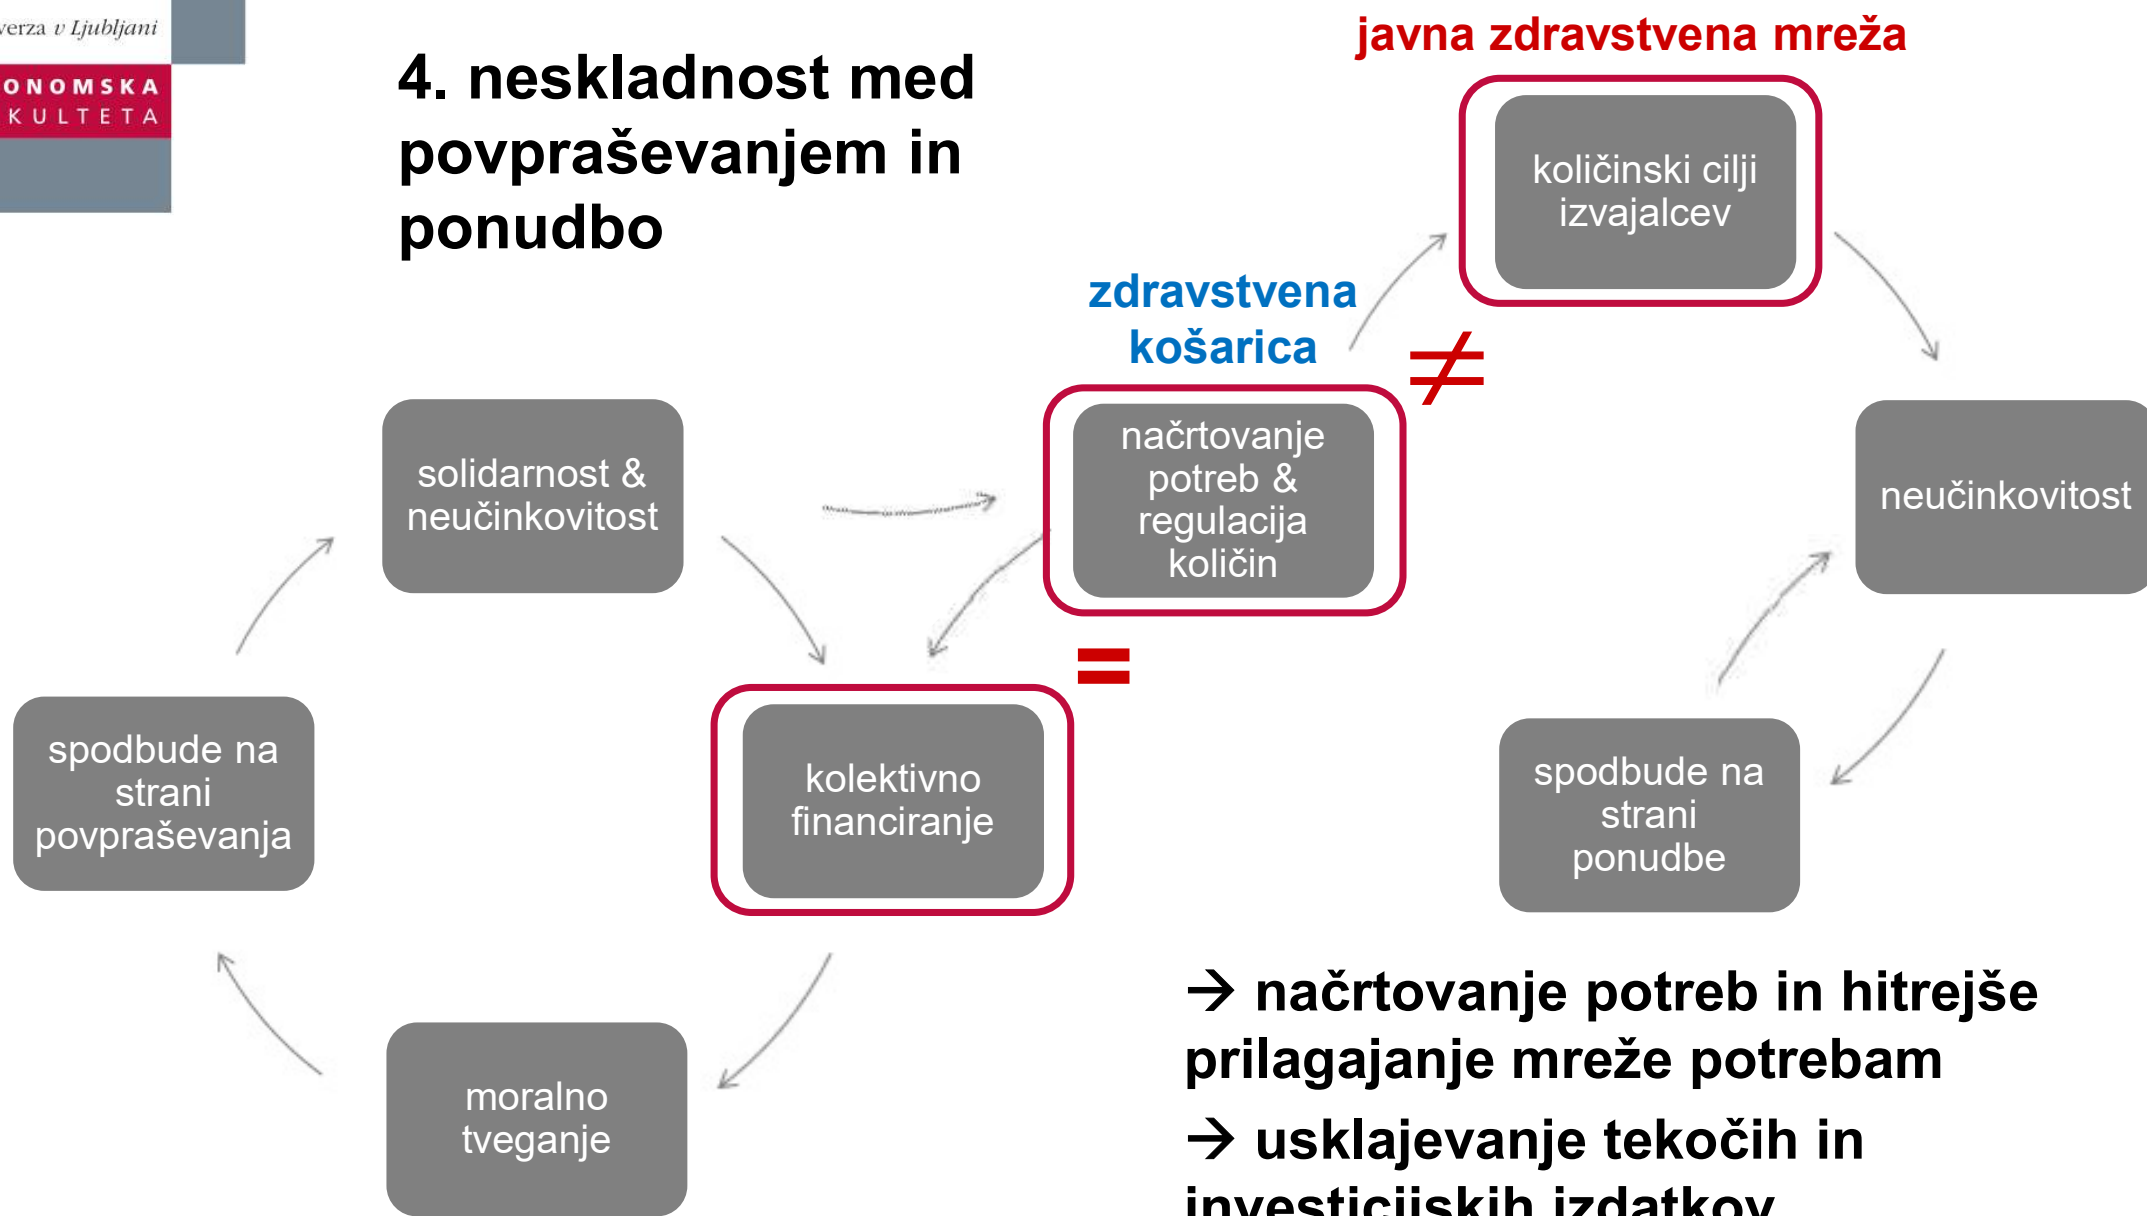 verza v Ljubljani
ONOMSKA
KULTETA
4. neskladnost med
povpraševanjem in
ponudbo
javna zdravstvena mreža
količinski cilji
izvajalcev
zdravstvena
košarica
≠
načrtovanje
potreb &
regulacija
količin
solidarnost &
neučinkovitost
neučinkovitost
=
spodbude na
strani
povpraševanja
kolektivno
financiranje
spodbude na
strani
ponudbe
moralno
tveganje
→ načrtovanje potreb in hitrejše
prilagajanje mreže potrebam
→ usklajevanje tekočih in
investicijskih izdatkov